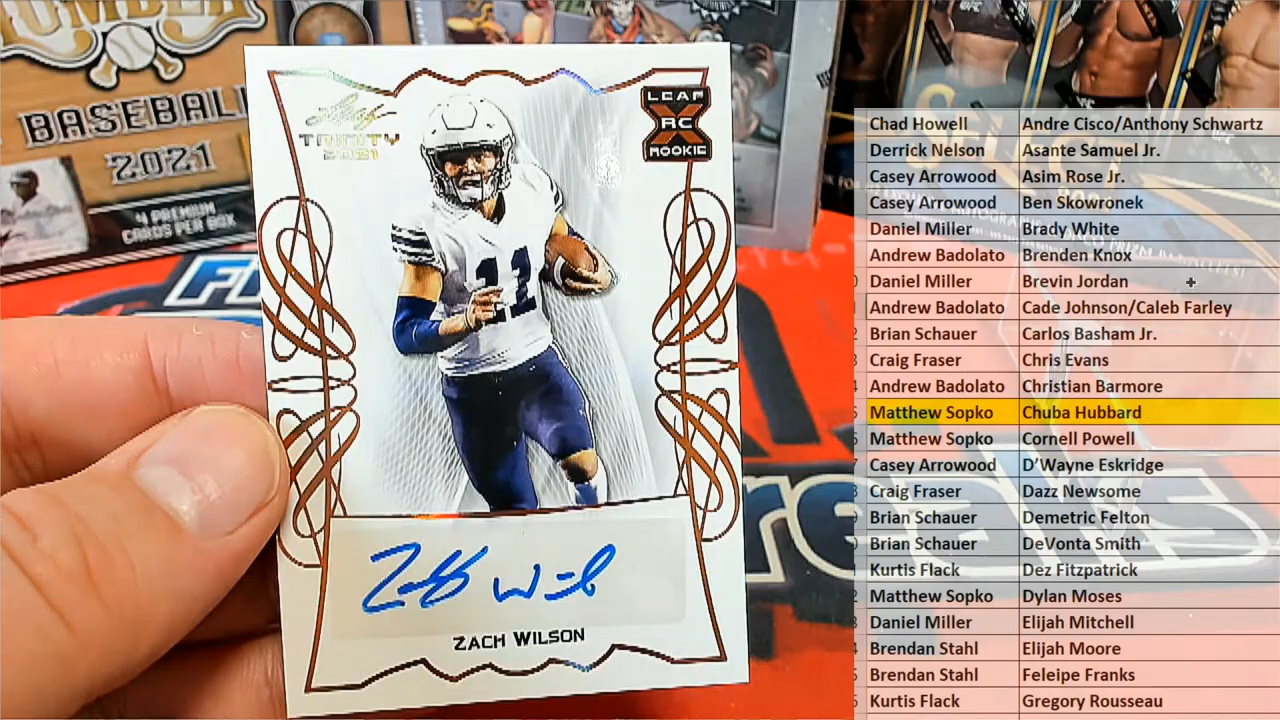 RUMBLER
BASEBALL
2021
4 PREMIUM
CARDS PER BOX
Leaf
TRINITY
2021
LEAF
X
RC
ROOKIE
11
Zach Wilson
ZACH WILSON
reaks
Chad Howell Andre Cisco/Anthony Schwartz
Derrick Nelson Asante Samuel Jr.
Casey Arrowood Asim Rose Jr.
Casey Arrowood Ben Skowronek
Daniel Miller Brady White
Andrew Badolato Brenden Knox
Daniel Miller Brevin Jordan
Andrew Badolato Cade Johnson/Caleb Farley
Brian Schauer Carlos Basham Jr.
Craig Fraser Chris Evans
Andrew Badolato Christian Barmore
Matthew Sopko Chuba Hubbard
Matthew Sopko Cornell Powell
Casey Arrowood D'Wayne Eskridge
Craig Fraser Dazz Newsome
Brian Schauer Demetric Felton
Brian Schauer DeVonta Smith
Kurtis Flack Dez Fitzpatrick
Matthew Sopko Dylan Moses
Daniel Miller Elijah Mitchell
Brendan Stahl Elijah Moore
Brendan Stahl Feleipe Franks
Kurtis Flack Gregory Rousseau